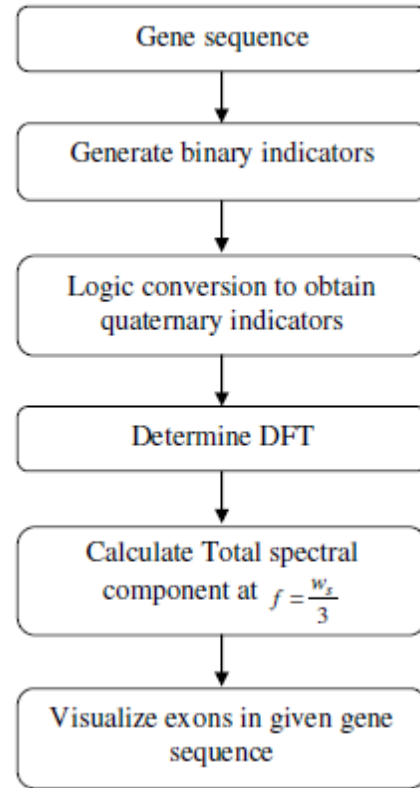 Gene sequence
Generate binary indicators
Logic conversion to obtain
quaternary indicators
Determine DFT
Calculate Total spectral
component at f = w_s/3
Visualize exons in given gene
sequence